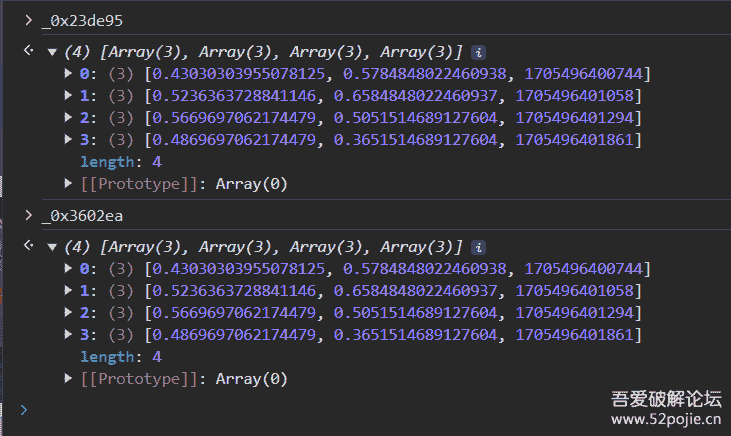 _0x23de95
(4) [Array(3), Array(3), Array(3), Array(3)] i
0: (3) [0.43030303955078125, 0.5784848022460938, 1705496400744]
1: (3) [0.5236363728841146, 0.6584848022460937, 1705496401058]
2: (3) [0.5669697062174479, 0.5051514689127604, 1705496401294]
3: (3) [0.4869697062174479, 0.3651514689127604, 1705496401861]
length: 4
[[Prototype]]: Array(0)
_0x3602ea
(4) [Array(3), Array(3), Array(3), Array(3)] i
0: (3) [0.43030303955078125, 0.5784848022460938, 1705496400744]
1: (3) [0.5236363728841146, 0.6584848022460937, 1705496401058]
2: (3) [0.5669697062174479, 0.5051514689127604, 1705496401294]
3: (3) [0.4869697062174479, 0.3651514689127604, 1705496401861]
length: 4
[[Prototype]]: Array(0)
吾爱破解论坛
www.52pojie.cn